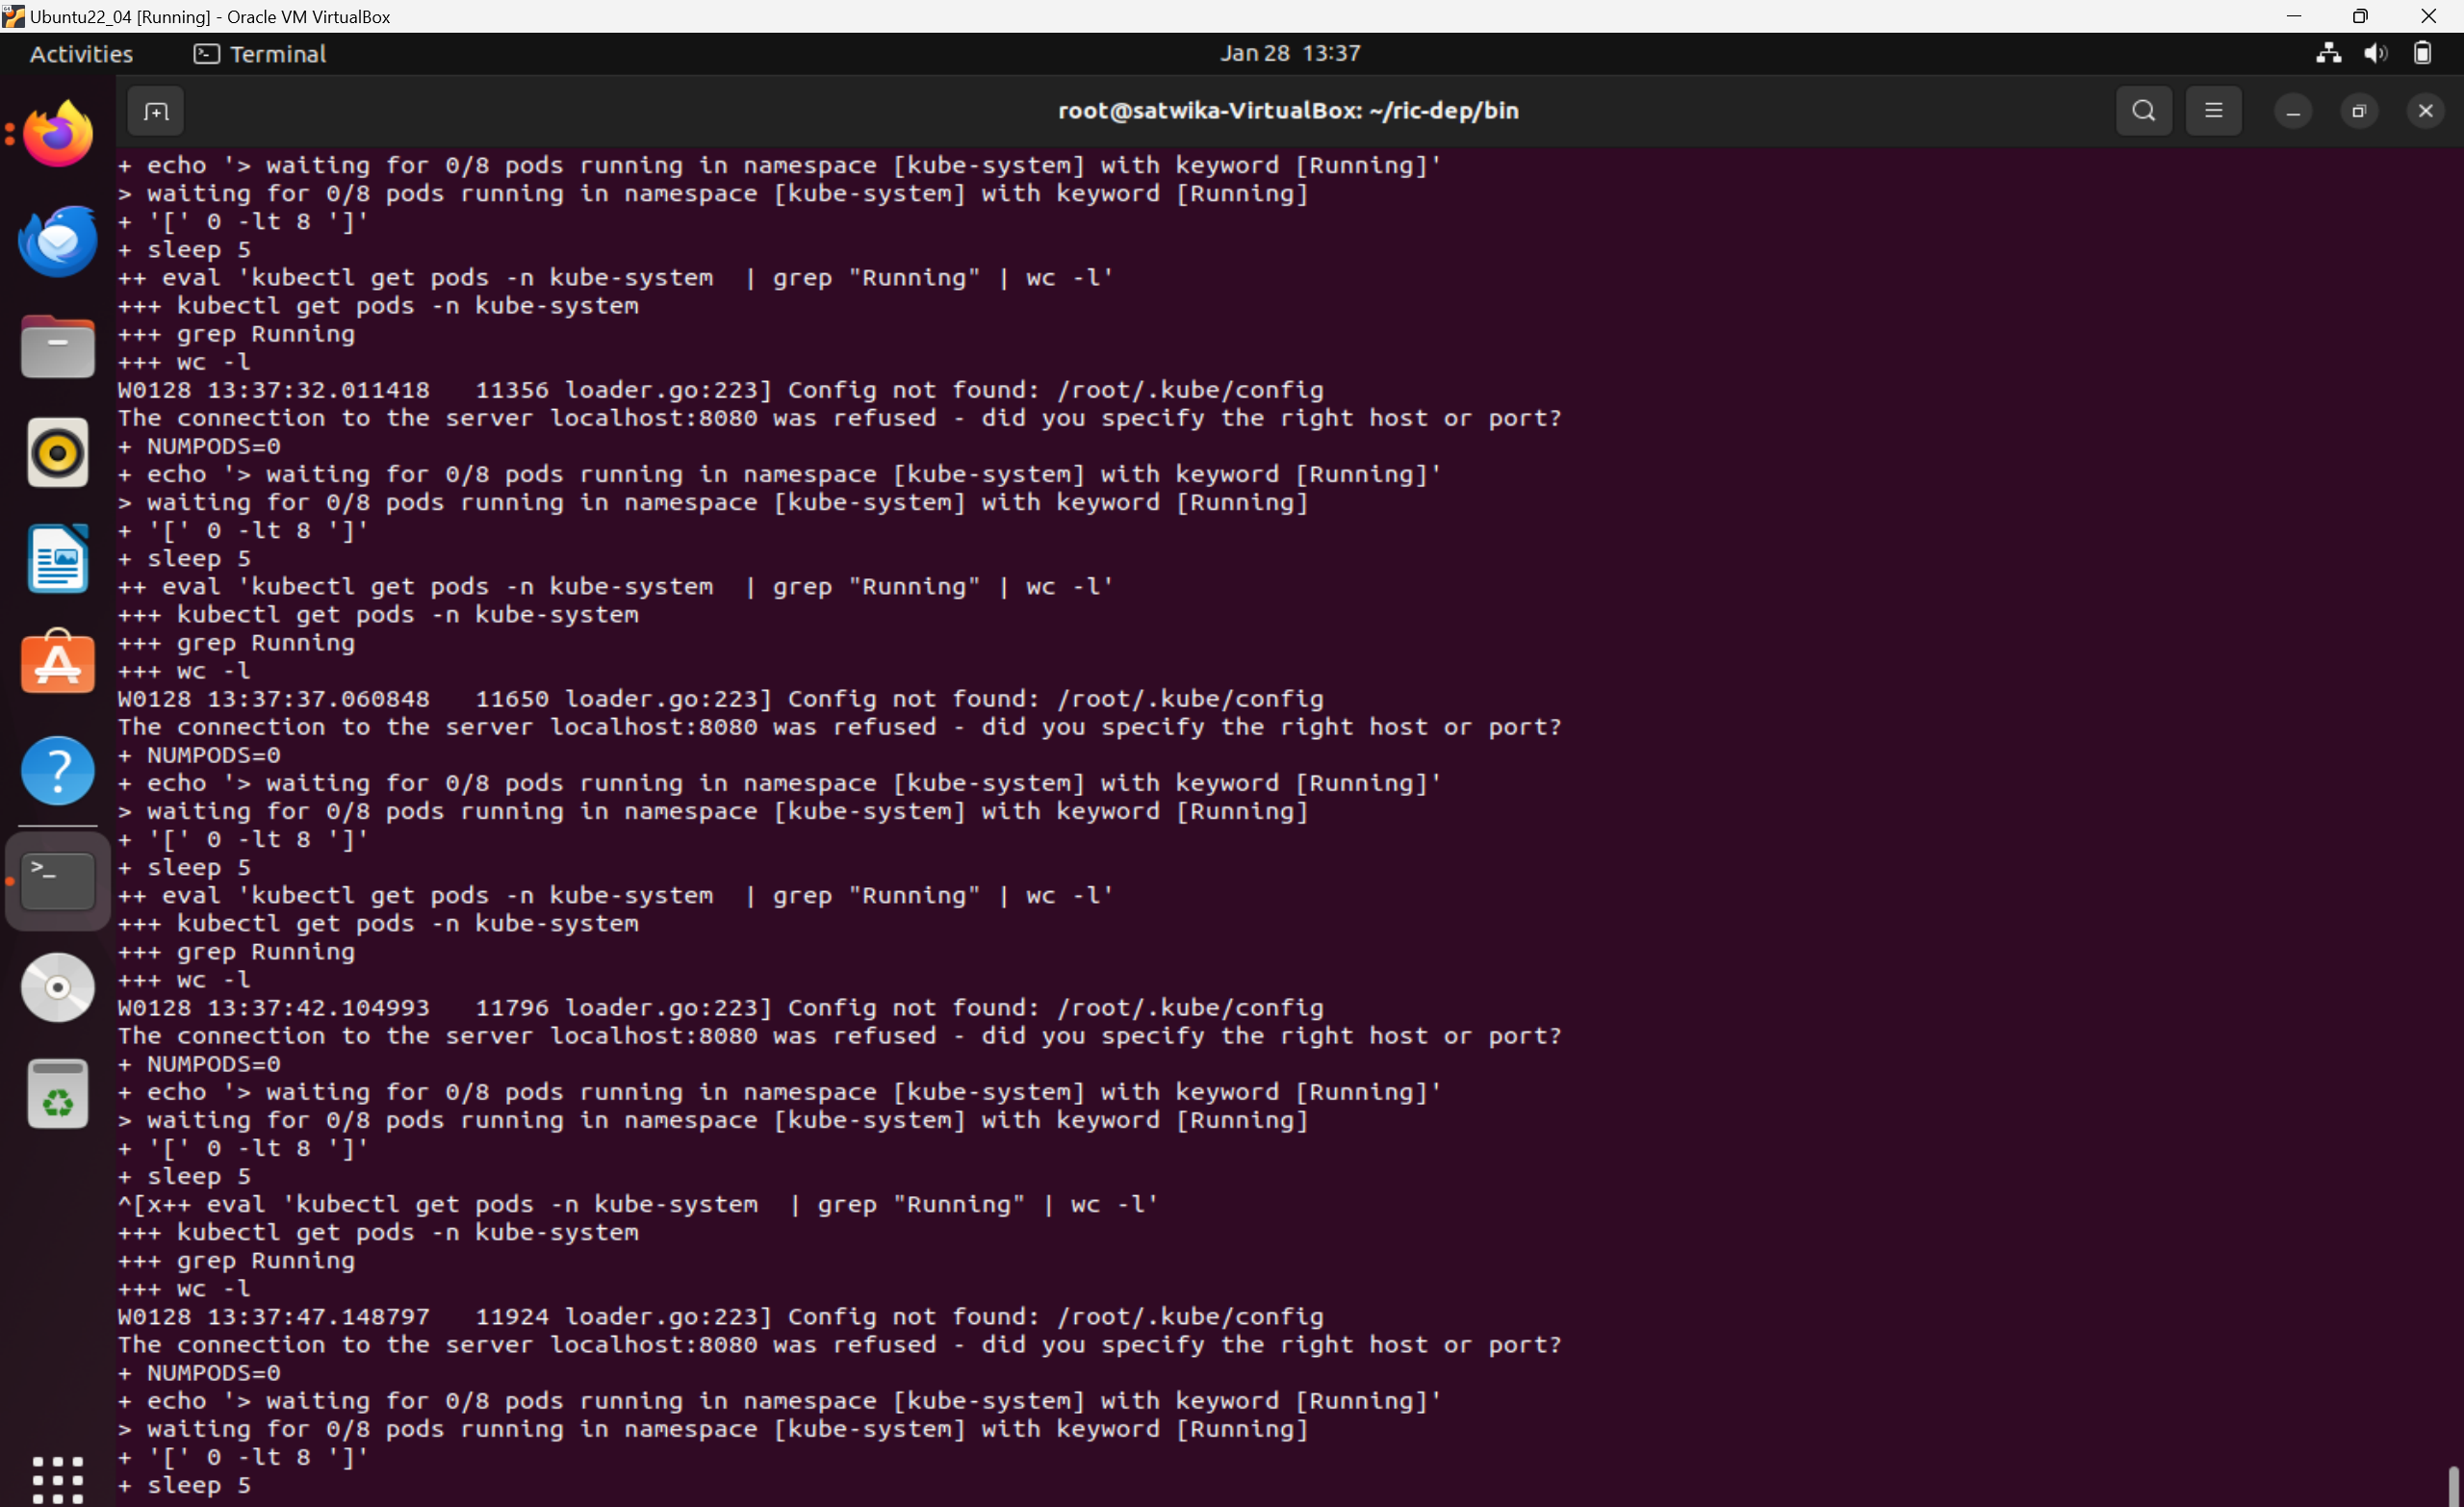 Ubuntu22_04 [Running] - Oracle VM VirtualBox
Activities
Terminal
Jan 28 13:37
root@satwika-VirtualBox: ~/ric-dep/bin
+ echo '> waiting for 0/8 pods running in namespace [kube-system] with keyword [Running]'
> waiting for 0/8 pods running in namespace [kube-system] with keyword [Running]
+ '[' 0 -lt 8 ']'
+ sleep 5
++ eval 'kubectl get pods -n kube-system  | grep "Running" | wc -l'
+++ kubectl get pods -n kube-system
+++ grep Running
+++ wc -l
W0128 13:37:32.011418   11356 loader.go:223] Config not found: /root/.kube/config
The connection to the server localhost:8080 was refused - did you specify the right host or port?
+ NUMPODS=0
+ echo '> waiting for 0/8 pods running in namespace [kube-system] with keyword [Running]'
> waiting for 0/8 pods running in namespace [kube-system] with keyword [Running]
+ '[' 0 -lt 8 ']'
+ sleep 5
++ eval 'kubectl get pods -n kube-system  | grep "Running" | wc -l'
+++ kubectl get pods -n kube-system
+++ grep Running
+++ wc -l
W0128 13:37:37.060848   11650 loader.go:223] Config not found: /root/.kube/config
The connection to the server localhost:8080 was refused - did you specify the right host or port?
+ NUMPODS=0
+ echo '> waiting for 0/8 pods running in namespace [kube-system] with keyword [Running]'
> waiting for 0/8 pods running in namespace [kube-system] with keyword [Running]
+ '[' 0 -lt 8 ']'
+ sleep 5
++ eval 'kubectl get pods -n kube-system  | grep "Running" | wc -l'
+++ kubectl get pods -n kube-system
+++ grep Running
+++ wc -l
W0128 13:37:42.104993   11796 loader.go:223] Config not found: /root/.kube/config
The connection to the server localhost:8080 was refused - did you specify the right host or port?
+ NUMPODS=0
+ echo '> waiting for 0/8 pods running in namespace [kube-system] with keyword [Running]'
> waiting for 0/8 pods running in namespace [kube-system] with keyword [Running]
+ '[' 0 -lt 8 ']'
+ sleep 5
^[x++ eval 'kubectl get pods -n kube-system  | grep "Running" | wc -l'
+++ kubectl get pods -n kube-system
+++ grep Running
+++ wc -l
W0128 13:37:47.148797   11924 loader.go:223] Config not found: /root/.kube/config
The connection to the server localhost:8080 was refused - did you specify the right host or port?
+ NUMPODS=0
+ echo '> waiting for 0/8 pods running in namespace [kube-system] with keyword [Running]'
> waiting for 0/8 pods running in namespace [kube-system] with keyword [Running]
+ '[' 0 -lt 8 ']'
+ sleep 5